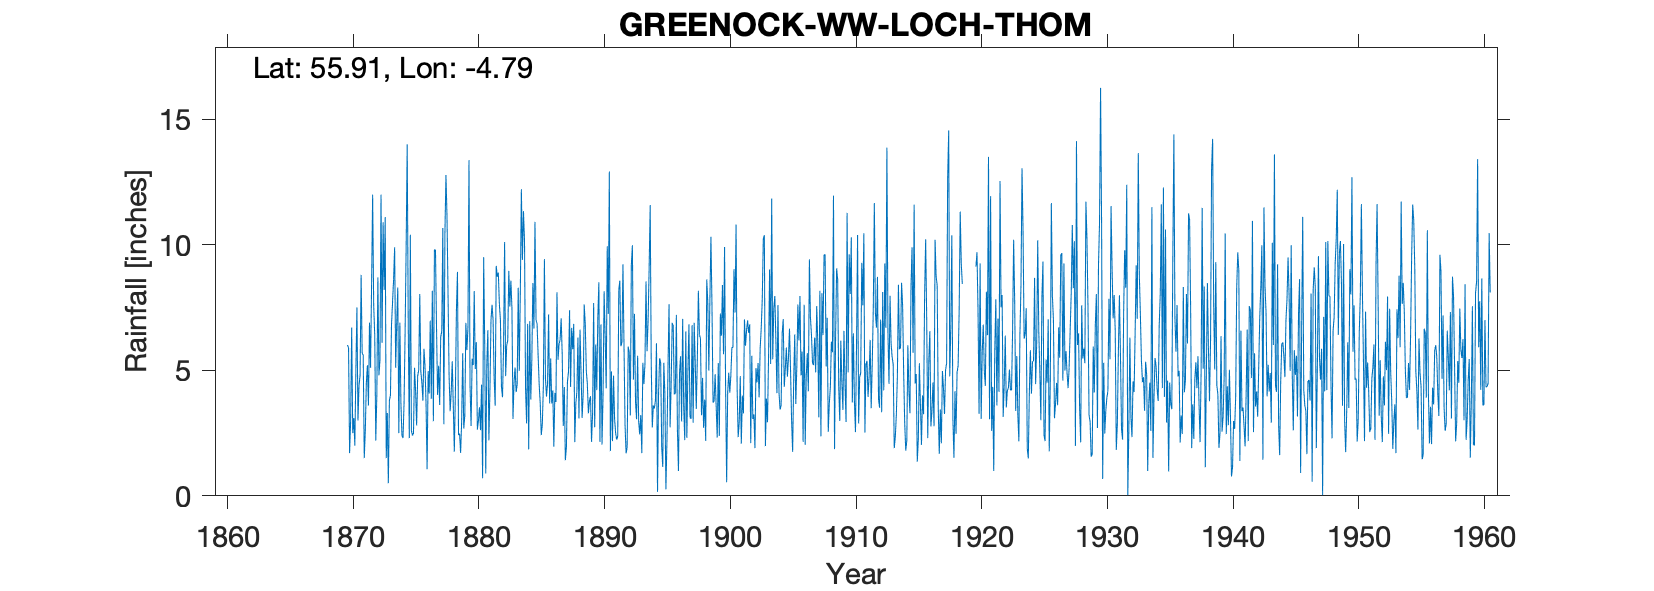 GREENOCK-WW-LOCH-THOM
Lat: 55.91, Lon: -4.79
15
10
5
0
Rainfall [inches]
1860 1870 1880 1890 1900 1910 1920 1930 1940 1950 1960
Year